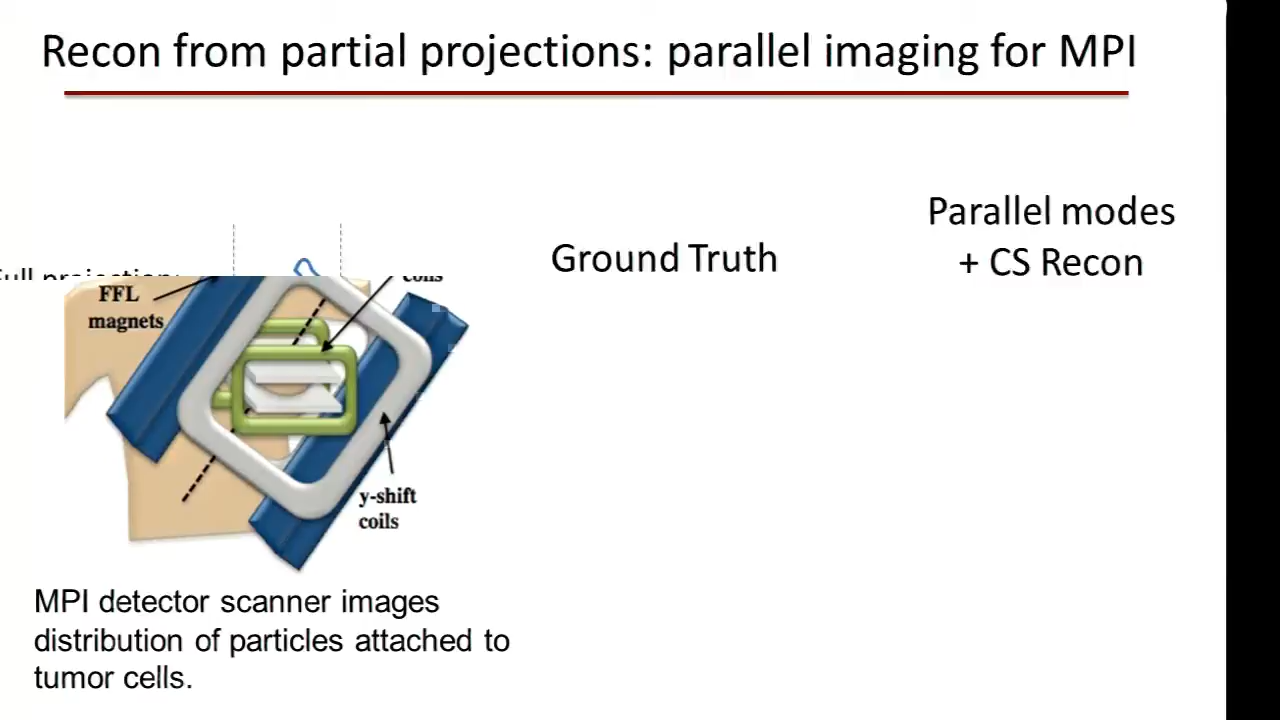 Recon from partial projections: parallel imaging for MPI
Parallel modes
+ CS Recon
Ground Truth
Full projection:
coils
FFL
magnets
y-shift
coils
MPI detector scanner images
distribution of particles attached to
tumor cells.